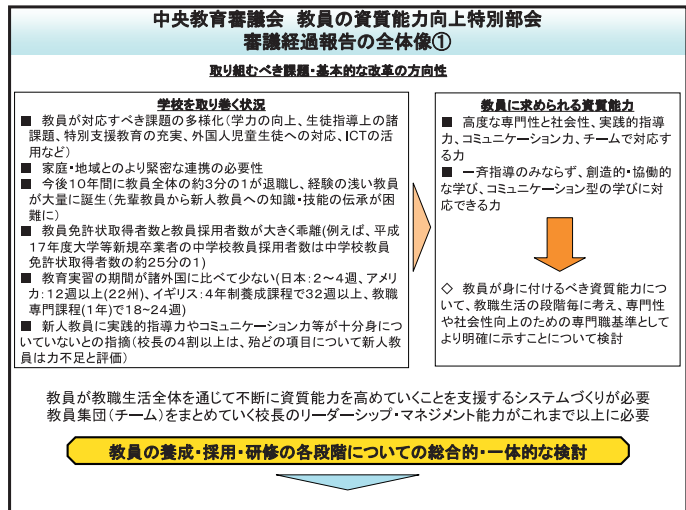 中央教育審議会 教員の資質能力向上特別部会
審議経過報告の全体像①
取り組むべき課題・基本的な改革の方向性
学校を取り巻く状況
■ 教員が対応すべき課題の多様化(学力の向上、生徒指導上の諸
課題、特別支援教育の充実、外国人児童生徒への対応、ICTの活
用など)
■ 家庭・地域とのより緊密な連携の必要性
■ 今後10年間に教員全体の約3分の1が退職し、経験の浅い教員
が大量に誕生(先輩教員から新人教員への知識・技能の伝承が困
難に)
■ 教員免許状取得者数と教員採用者数が大きく乖離(例えば、平成
17年度大学等新規卒業者の中学校教員採用者数は中学校教員
免許状取得者数の約25分の1)
■ 教育実習の期間が諸外国に比べて少ない(日本:2~4週、アメリ
カ:12週以上(22州)、イギリス:4年制養成課程で32週以上、教職
専門課程(1年)で18~24週)
■ 新人教員に実践的指導力やコミュニケーション力等が十分身につ
いていないとの指摘(校長の4割以上は、殆どの項目について新人教
員は力不足と評価)
教員に求められる資質能力
■ 高度な専門性と社会性、実践的指導
力、コミュニケーション力、チームで対応す
る力
■ 一斉指導のみならず、創造的・協働的
な学び、コミュニケーション型の学びに対
応できる力
◇ 教員が身に付けるべき資質能力に
ついて、教職生活の段階毎に考え、専門性
や社会性向上のための専門職基準として
より明確に示すことについて検討
教員が教職生活全体を通じて不断に資質能力を高めていくことを支援するシステムづくりが必要
教員集団(チーム)をまとめていく校長のリーダーシップ・マネジメント能力がこれまで以上に必要
教員の養成・採用・研修の各段階についての総合的・一体的な検討